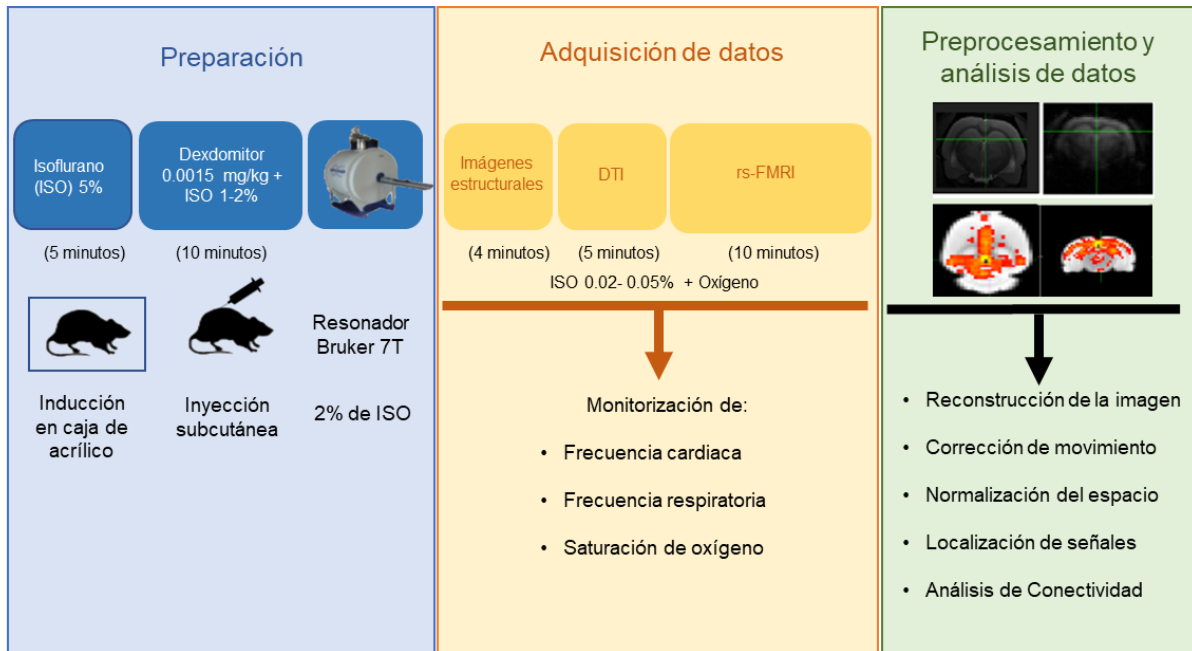 Preparación
Isoflurano
(ISO) 5%
Dexdomitor
0.0015 mg/kg +
ISO 1-2%
(5 minutos)
(10 minutos)
Inducción
en caja de
acrílico
Inyección
subcutánea
Resonador
Bruker 7T
2% de ISO
Adquisición de datos
Imágenes
estructurales
DTI
rs-FMRI
(4 minutos)
(5 minutos)
(10 minutos)
ISO 0.02- 0.05% + Oxígeno
Monitorización de:
• Frecuencia cardiaca
• Frecuencia respiratoria
• Saturación de oxígeno
Preprocesamiento y
análisis de datos
• Reconstrucción de la imagen
• Corrección de movimiento
• Normalización del espacio
• Localización de señales
• Análisis de Conectividad